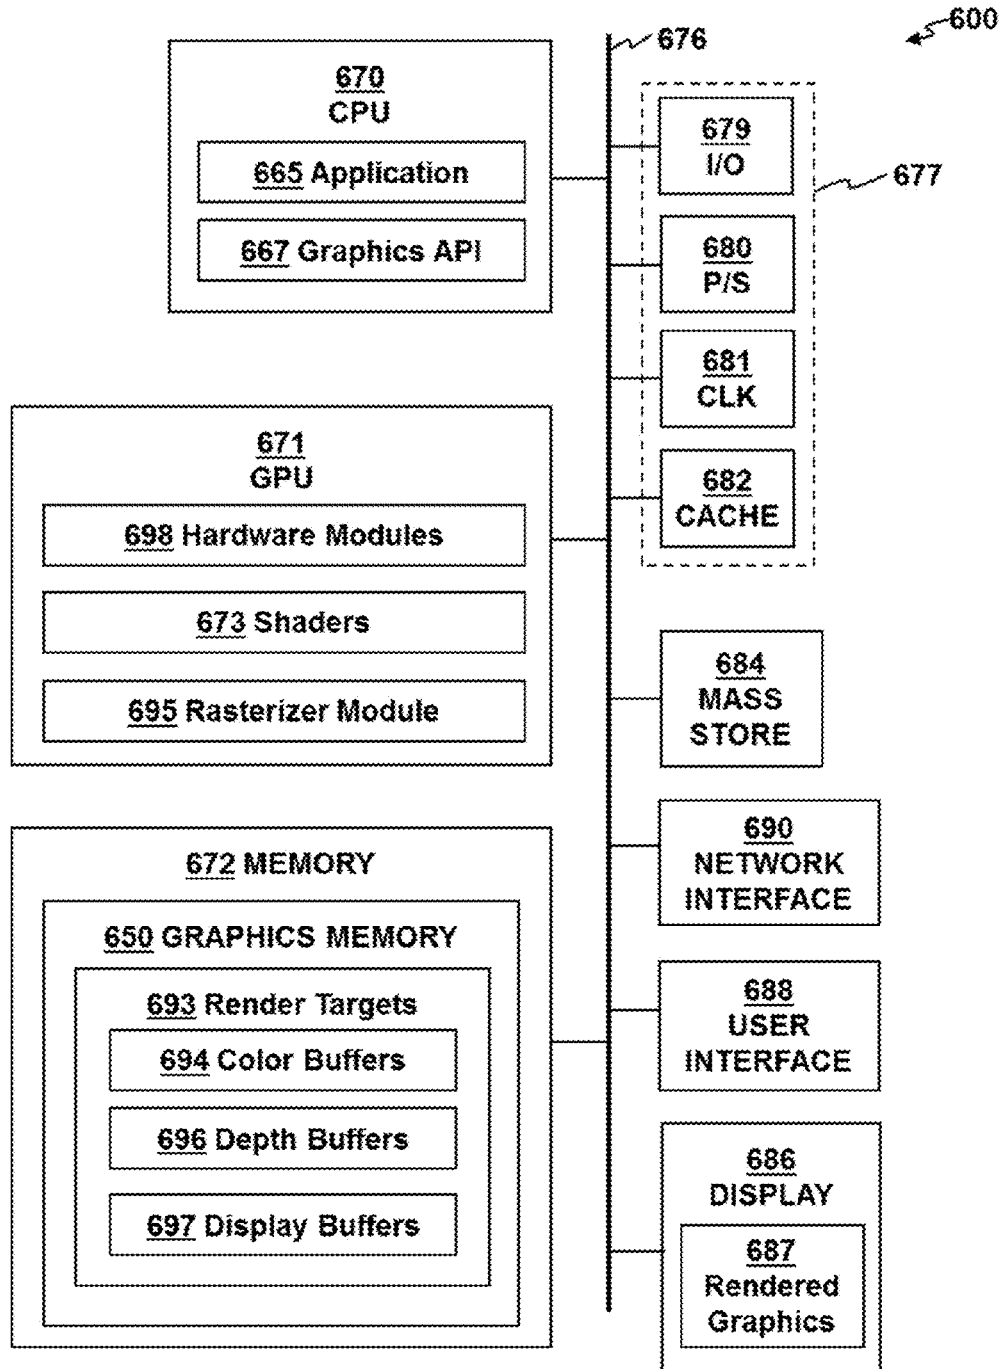 600
676
670
CPU
665 Application
667 Graphics API
679
I/O
677
680
P/S
681
CLK
682
CACHE
671
GPU
698 Hardware Modules
673 Shaders
695 Rasterizer Module
684
MASS
STORE
690
NETWORK
INTERFACE
672 MEMORY
650 GRAPHICS MEMORY
693 Render Targets
694 Color Buffers
696 Depth Buffers
697 Display Buffers
688
USER
INTERFACE
686
DISPLAY
687
Rendered
Graphics